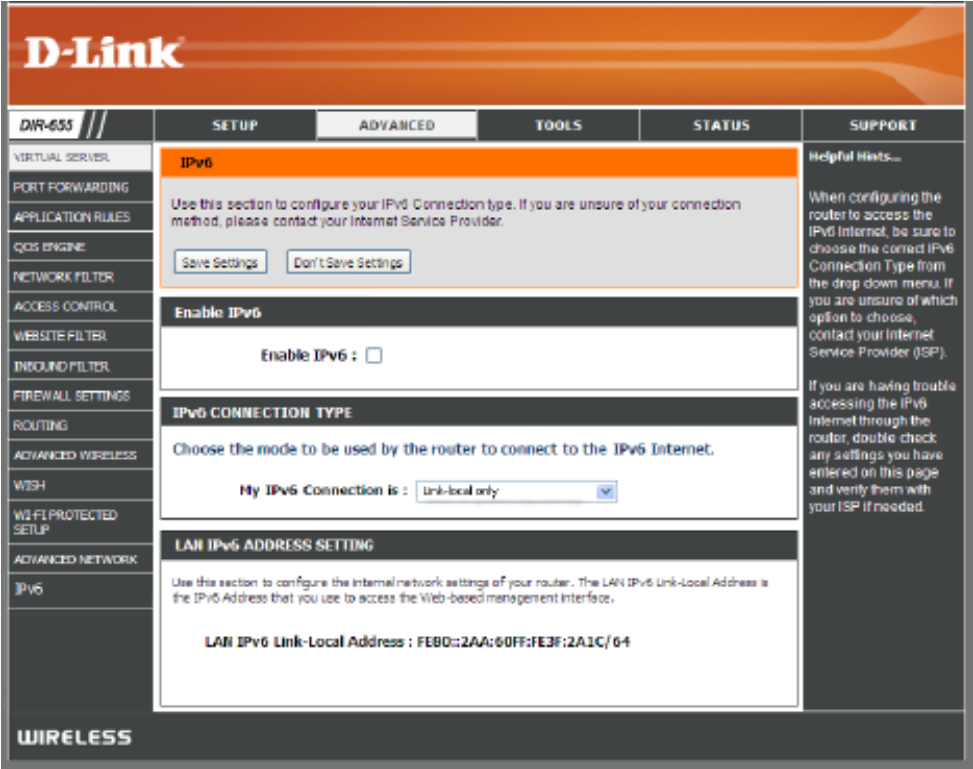 D-Link
DIR-655
SETUP
ADVANCED
TOOLS
STATUS
SUPPORT
VIRTUAL SERVER
PORT FORWARDING
APPLICATION RULES
QOS ENGINE
NETWORK FILTER
ACCESS CONTROL
WEBSITE FILTER
INBOUND FILTER
FIREWALL SETTINGS
ROUTING
ADVANCED WIRELESS
WISH
WI-FI PROTECTED
SETUP
ADVANCED NETWORK
IPv6
IPv6
Use this section to configure your IPv6 Connection type. If you are unsure of your connection
method, please contact your Internet Service Provider.
Save Settings
Don't Save Settings
Enable IPv6
Enable IPv6 :
IPv6 CONNECTION TYPE
Choose the mode to be used by the router to connect to the IPv6 Internet.
My IPv6 Connection is : Link-local only
LAN IPv6 ADDRESS SETTING
Use this section to configure the internal network settings of your router. The LAN IPv6 Link-Local Address is
the IPv6 Address that you use to access the Web-based management interface.
LAN IPv6 Link-Local Address : FE80::2AA:60FF:FE3F:2A1C/64
Helpful Hints...
When configuring the
router to access the
IPv6 Internet, be sure to
choose the correct IPv6
Connection Type from
the drop down menu. If
you are unsure of which
option to choose,
contact your Internet
Service Provider (ISP).
If you are having trouble
accessing the IPv6
Internet through the
router, double check
any settings you have
entered on this page
and verify them with
your ISP if needed.
WIRELESS